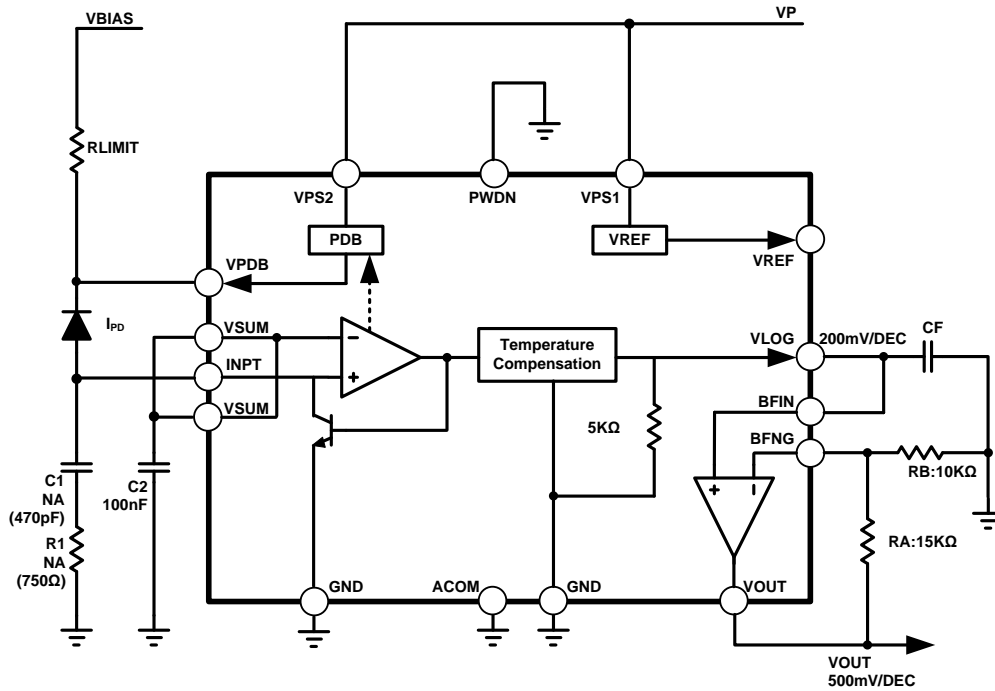 VBIAS
VP
RLIMIT
VPS2
PWDN
VPS1
PDB
VREF
VREF
VPDB
IPD
VSUM
INPT
VSUM
−
+
Temperature
Compensation
VLOG
200mV/DEC
CF
BFIN
BFNG
5KΩ
RB:10KΩ
+
−
RA:15KΩ
C1
NA
(470pF)
R1
NA
(750Ω)
C2
100nF
GND
ACOM
GND
VOUT
VOUT
500mV/DEC